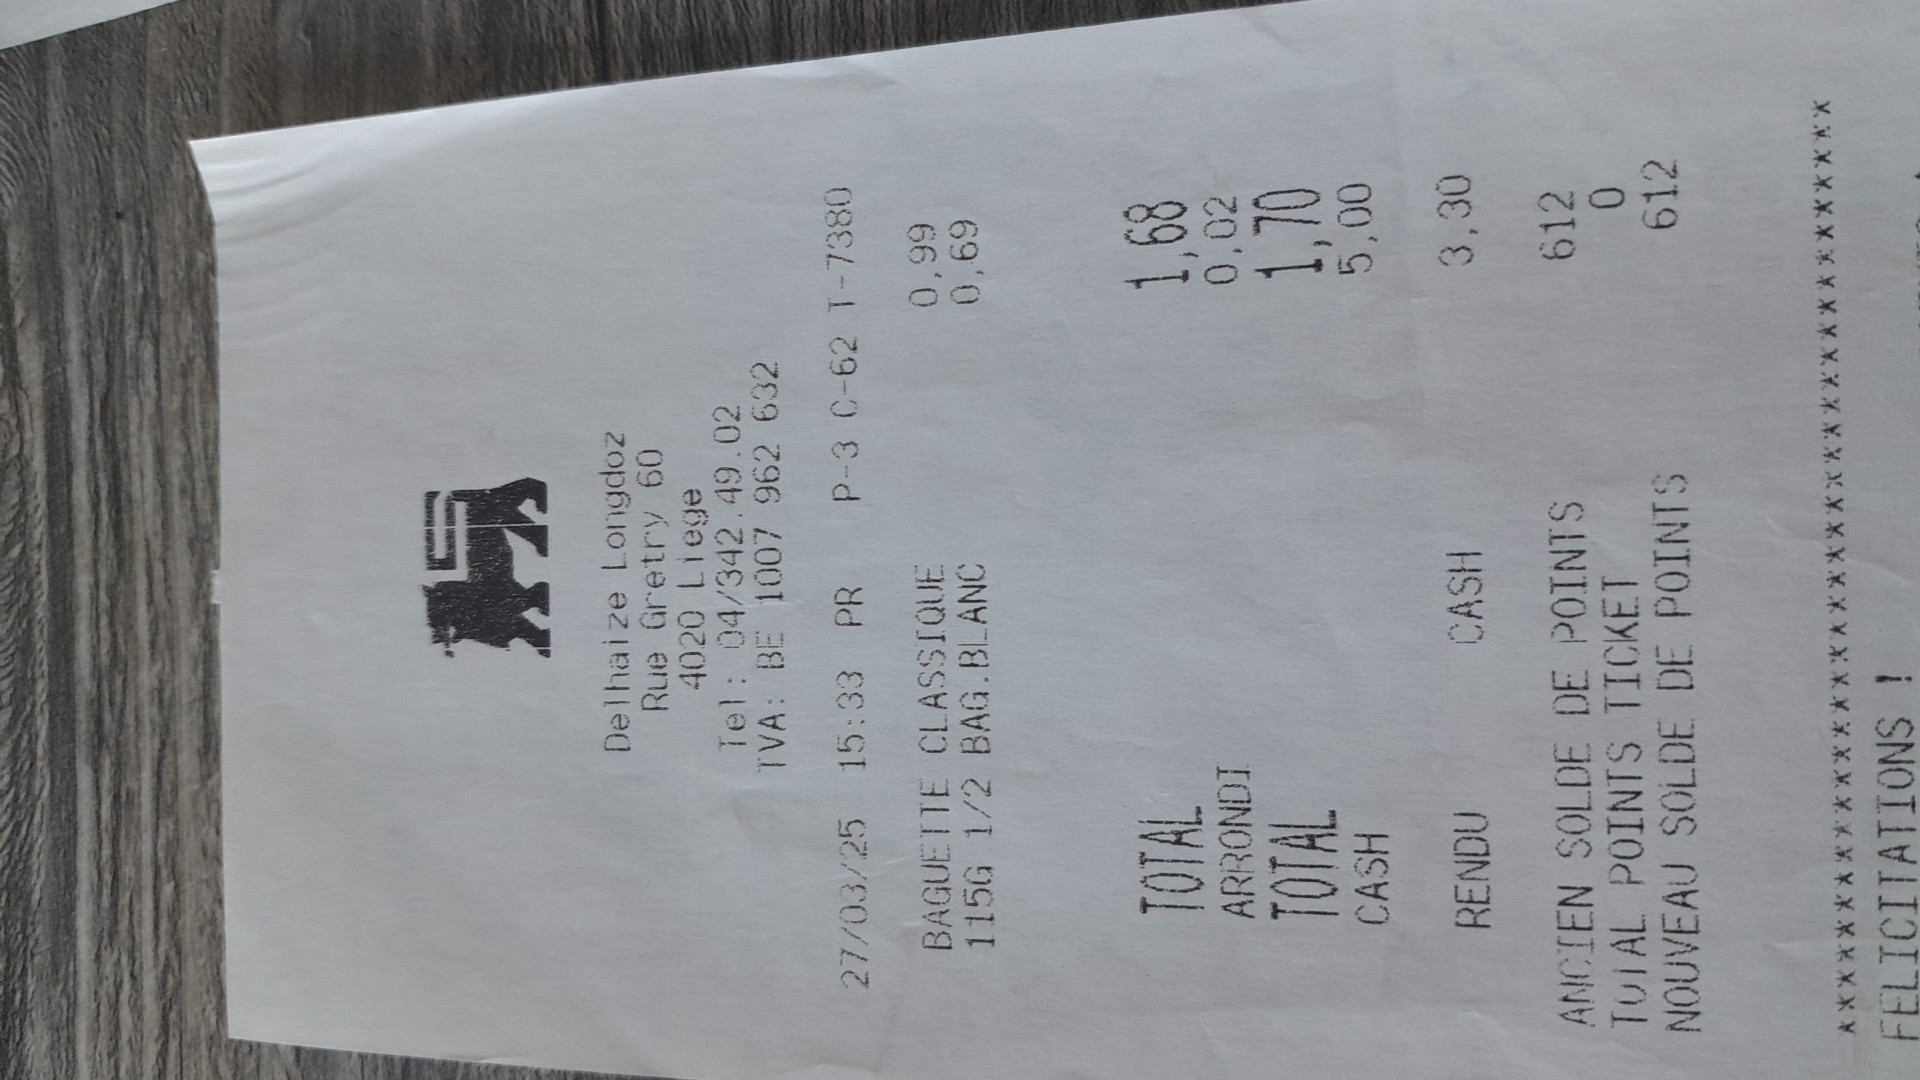 Delhaize Longdoz
Rue Gretry 60
4020 Liege
Tel: 04/342.49.02
TVA: BE 1007 962 632
27/03/25 15:33 PR P-3 C-62 T-7380
BAGUETTE CLASSIQUE 0,99
115G 1/2 BAG.BLANC 0,69
TOTAL 1,68
ARRONDI 0,02
TOTAL 1,70
CASH 5,00
RENDU CASH 3,30
ANCIEN SOLDE DE POINTS 612
TOTAL POINTS TICKET 0
NOUVEAU SOLDE DE POINTS 612
****************************************
FELICITATIONS !